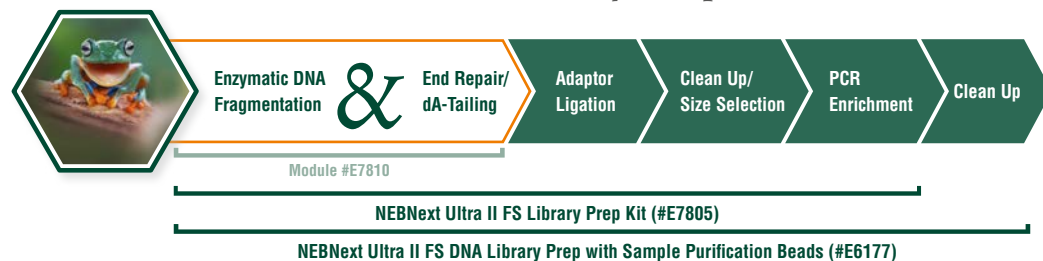 Enzymatic DNA
Fragmentation
&
End Repair/
dA-Tailing
Adaptor
Ligation
Clean Up/
Size Selection
PCR
Enrichment
Clean Up
Module #E7810
NEBNext Ultra II FS Library Prep Kit (#E7805)
NEBNext Ultra II FS DNA Library Prep with Sample Purification Beads (#E6177)